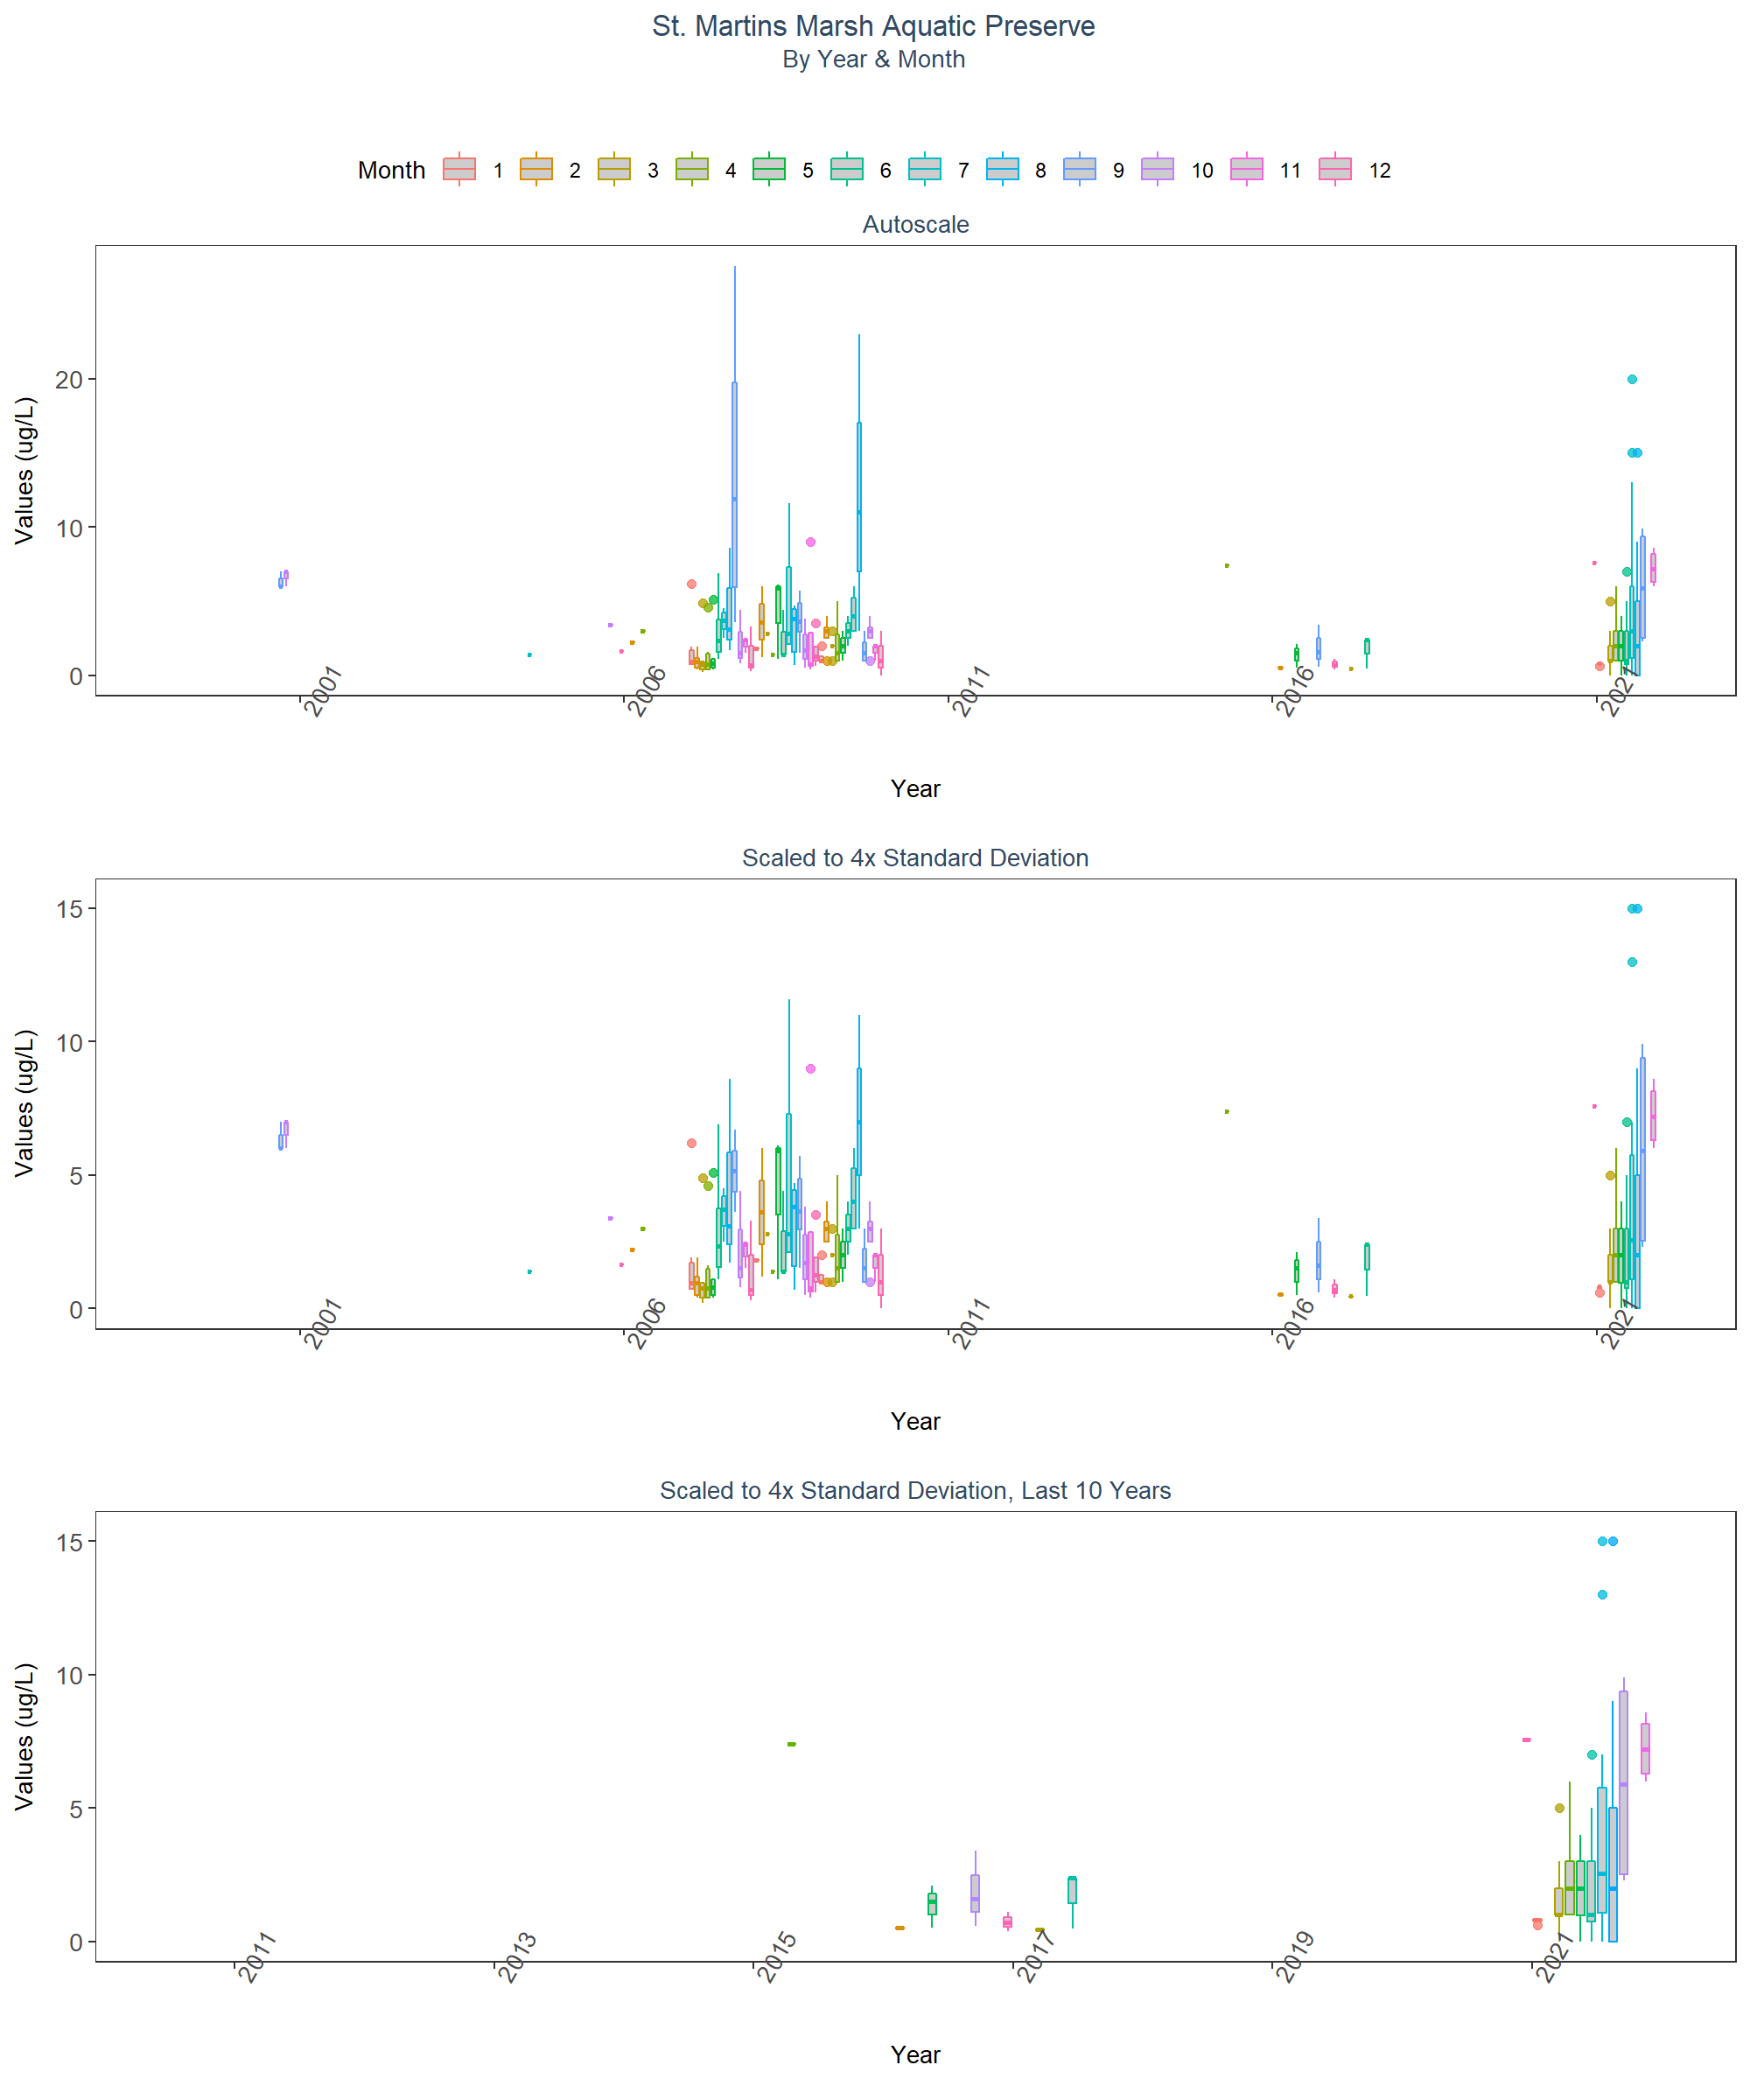 St. Martins Marsh Aquatic Preserve
By Year & Month
Month 1 2 3 4 5 6 7 8 9 10 11 12
Autoscale
Values (ug/L)
20
10
0
2001 2006 2011 2016 2021
Year
Scaled to 4x Standard Deviation
Values (ug/L)
15
10
5
0
2001 2006 2011 2016 2021
Year
Scaled to 4x Standard Deviation, Last 10 Years
Values (ug/L)
15
10
5
0
2011 2013 2015 2017 2019 2021
Year